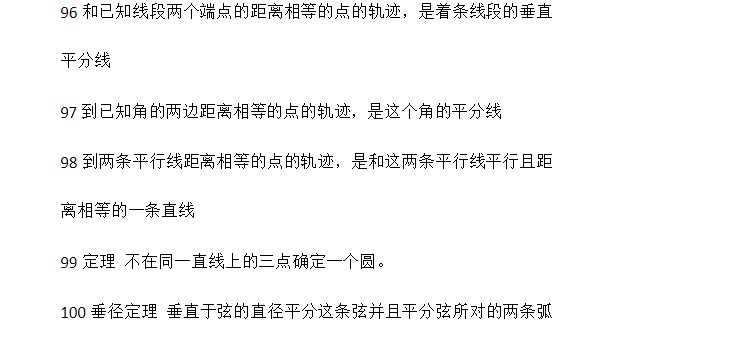 96 和已知线段两个端点的距离相等的点的轨迹，是着条线段的垂直
平分线
97 到已知角的两边距离相等的点的轨迹，是这个角的平分线
98 到两条平行线距离相等的点的轨迹，是和这两条平行线平行且距
离相等的一条直线
99 定理 不在同一直线上的三点确定一个圆。
100 垂径定理 垂直于弦的直径平分这条弦并且平分弦所对的两条弧